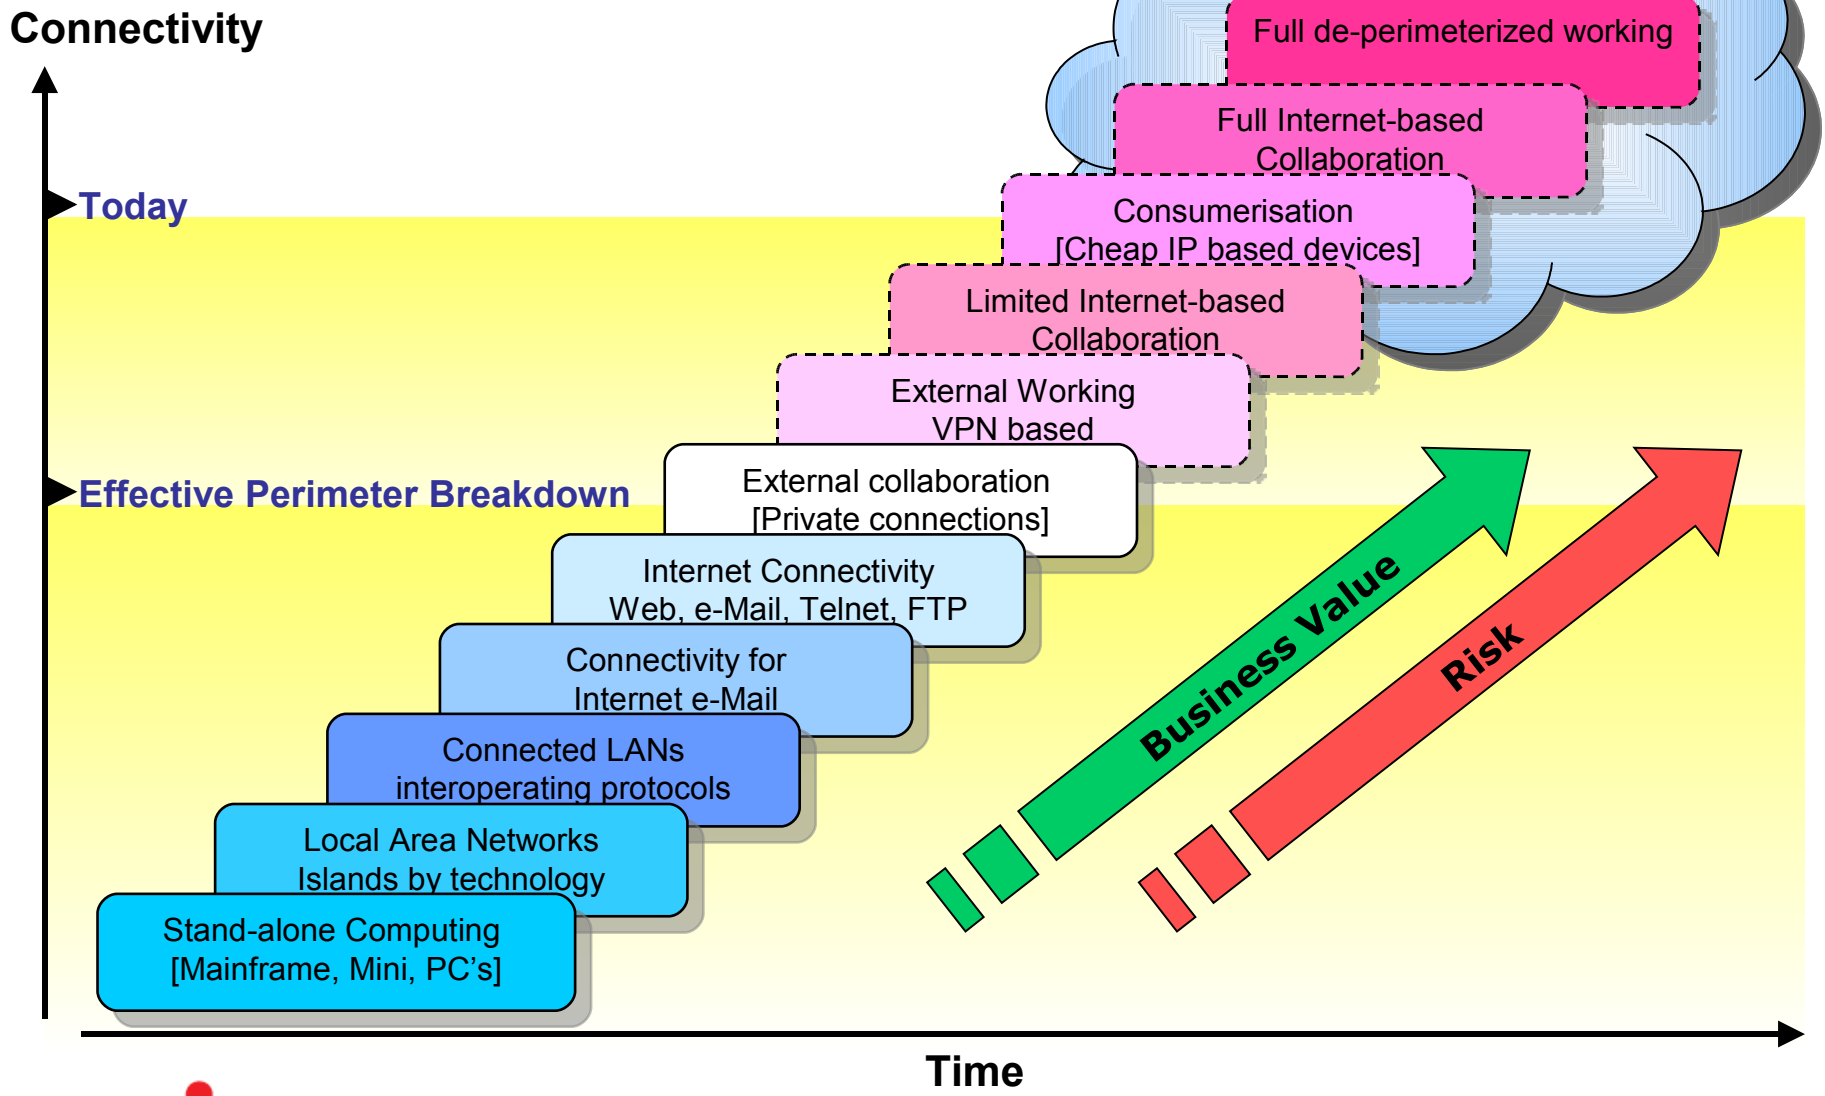 Connectivity
Full de-perimeterized working
Full Internet-based
Collaboration
Today
Consumerisation
[Cheap IP based devices]
Limited Internet-based
Collaboration
External Working
VPN based
Effective Perimeter Breakdown
External collaboration
[Private connections]
Internet Connectivity
Web, e-Mail, Telnet, FTP
Connectivity for
Internet e-Mail
Connected LANs
interoperating protocols
Local Area Networks
Islands by technology
Stand-alone Computing
[Mainframe, Mini, PC’s]
Business Value
Risk
Time